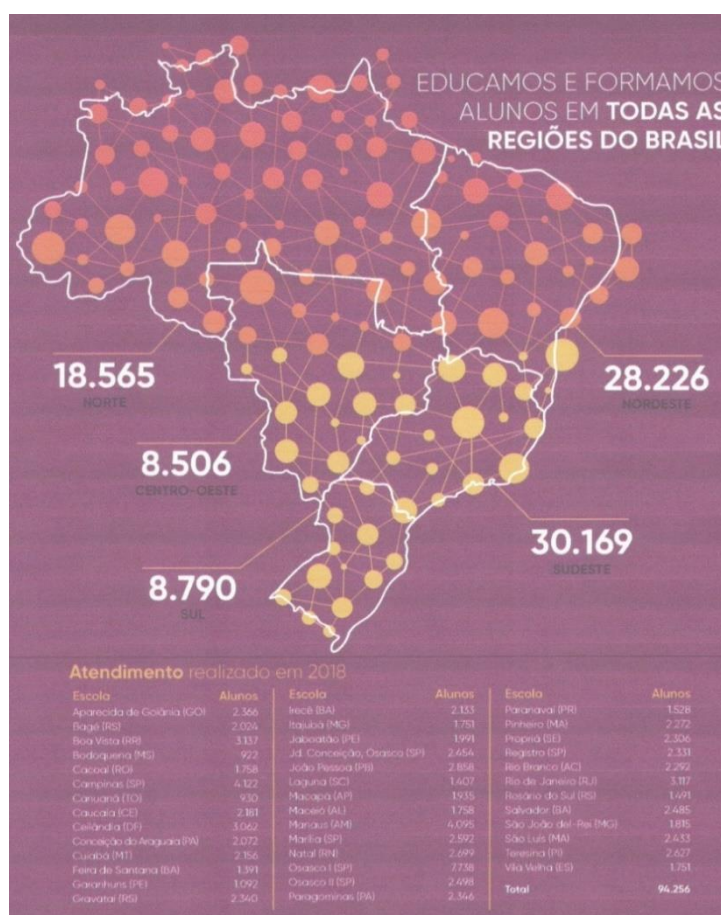 EDUCAMOS E FORMAMOS
ALUNOS EM TODAS AS
REGIÕES DO BRASIL
18.565
NORTE
28.226
NORDESTE
8.506
CENTRO-OESTE
30.169
SUDESTE
8.790
SUL
Atendimento realizado em 2018
Escola Alunos
Aparecida de Goiânia (GO) 2.366
Bagé (RS) 2.024
Boa Vista (RR) 3.137
Bodoquena (MS) 922
Cacoal (RO) 1.758
Campinas (SP) 4.122
Canuanã (TO) 930
Caucaia (CE) 2.181
Ceilândia (DF) 3.062
Conceição do Araguaia (PA) 2.072
Cuiabá (MT) 2.156
Feira de Santana (BA) 1.391
Garanhuns (PE) 1.092
Gravataí (RS) 2.340
Escola Alunos
Irecê (BA) 2.133
Itajubá (MG) 1.751
Jaboatão (PE) 1.991
Jd. Conceição, Osasco (SP) 2.454
João Pessoa (PB) 2.858
Laguna (SC) 1.407
Macapá (AP) 1.935
Maceió (AL) 1.758
Manaus (AM) 4.095
Marília (SP) 2.592
Natal (RN) 2.699
Osasco I (SP) 7.738
Osasco II (SP) 2.498
Paragominas (PA) 2.346
Escola Alunos
Paranavaí (PR) 1.528
Pinheiro (MA) 2.272
Propriá (SE) 2.306
Registro (SP) 2.331
Rio Branco (AC) 2.292
Rio de Janeiro (RJ) 3.117
Rosário do Sul (RS) 1.491
Salvador (BA) 2.485
São João del-Rei (MG) 1.815
São Luís (MA) 2.433
Teresina (PI) 2.627
Vila Velha (ES) 1.751
Total 94.256